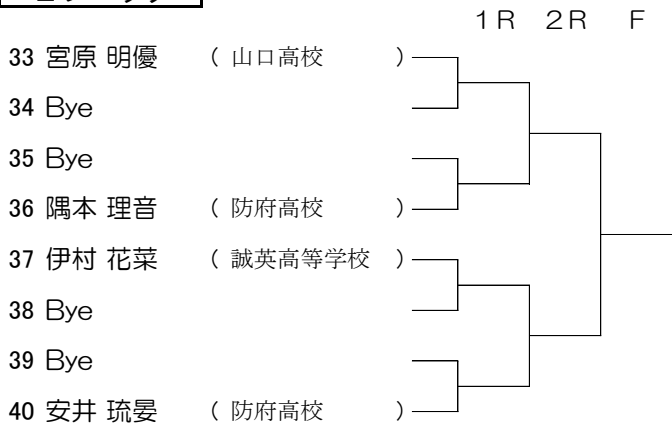 1R 2R F
33 宮原 明優 ( 山口高校 )
34 Bye
35 Bye
36 隅本 理音 ( 防府高校 )
37 伊村 花菜 ( 誠英高等学校 )
38 Bye
39 Bye
40 安井 琉晏 ( 防府高校 )